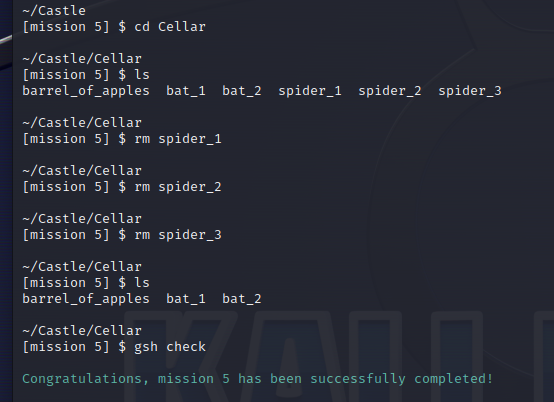 ~/Castle
[mission 5] $ cd Cellar
~/Castle/Cellar
[mission 5] $ ls
barrel_of_apples  bat_1  bat_2  spider_1  spider_2  spider_3
~/Castle/Cellar
[mission 5] $ rm spider_1
~/Castle/Cellar
[mission 5] $ rm spider_2
~/Castle/Cellar
[mission 5] $ rm spider_3
~/Castle/Cellar
[mission 5] $ ls
barrel_of_apples  bat_1  bat_2
~/Castle/Cellar
[mission 5] $ gsh check
Congratulations, mission 5 has been successfully completed!
KALI